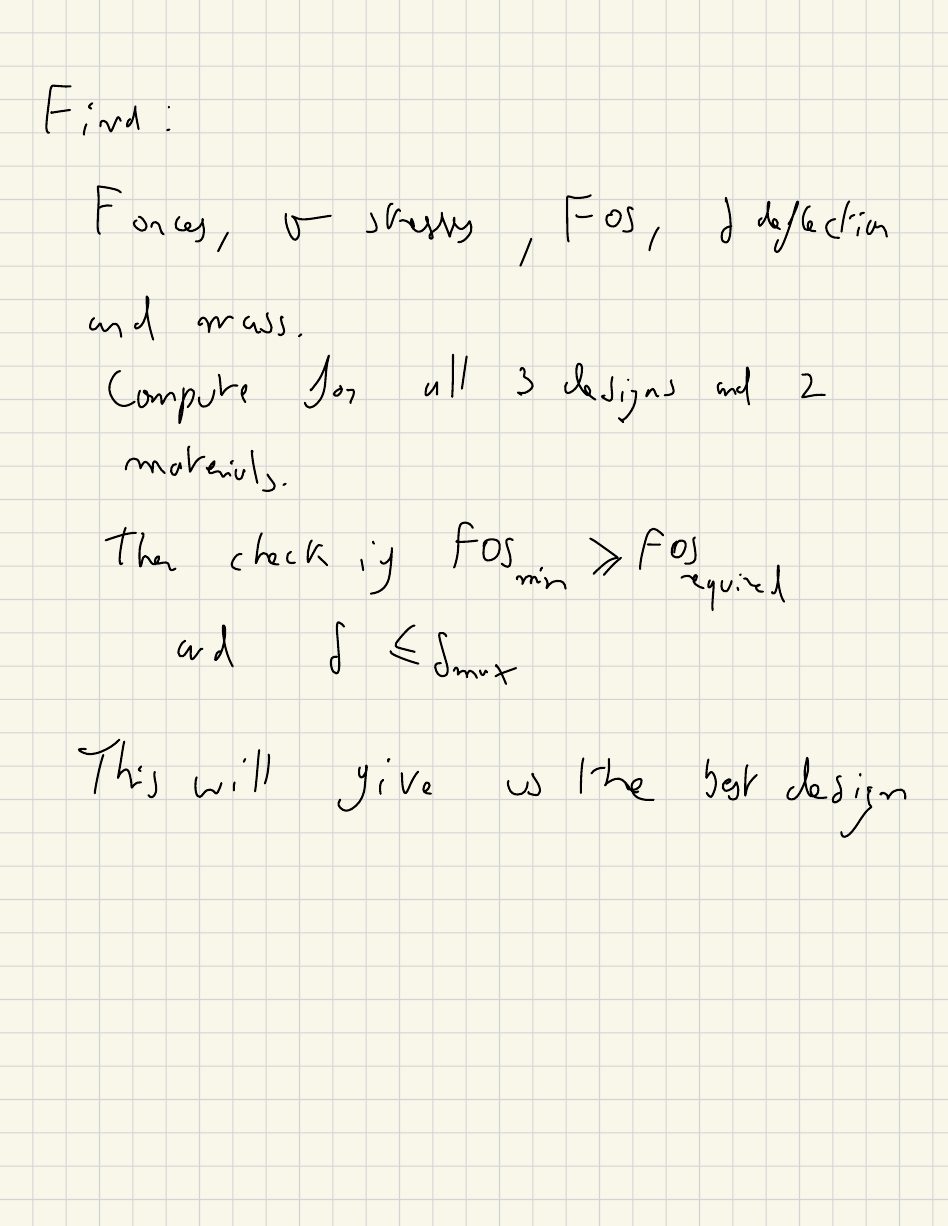 Find:
Forces, σ stresses, FOS, δ deflection
and mass.
Compute for all 3 designs and 2
materials.
Then check if FOS_min ≥ FOS_required
and δ ≤ δ_max
This will give us the best design